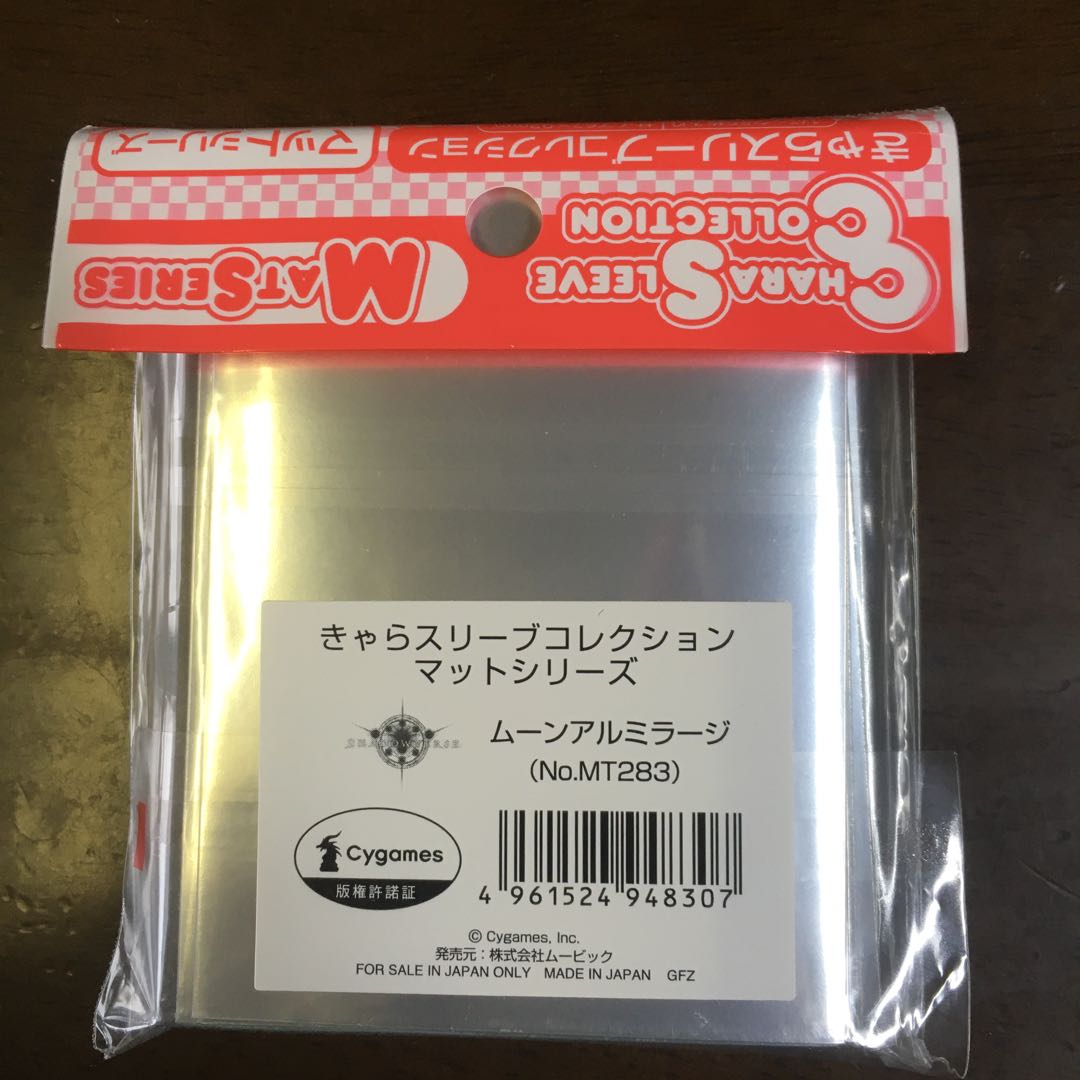 マットシリーズ
きゃらスリーブコレクション
CHARA SLEEVE COLLECTION
MAT SERIES
きゃらスリーブコレクション
マットシリーズ
SHADOWVERSE
ムーンアルミラージ
(No.MT283)
Cygames
版権許諾証
4 961524 948307
© Cygames, Inc.
発売元：株式会社ムービック
FOR SALE IN JAPAN ONLY MADE IN JAPAN GFZ